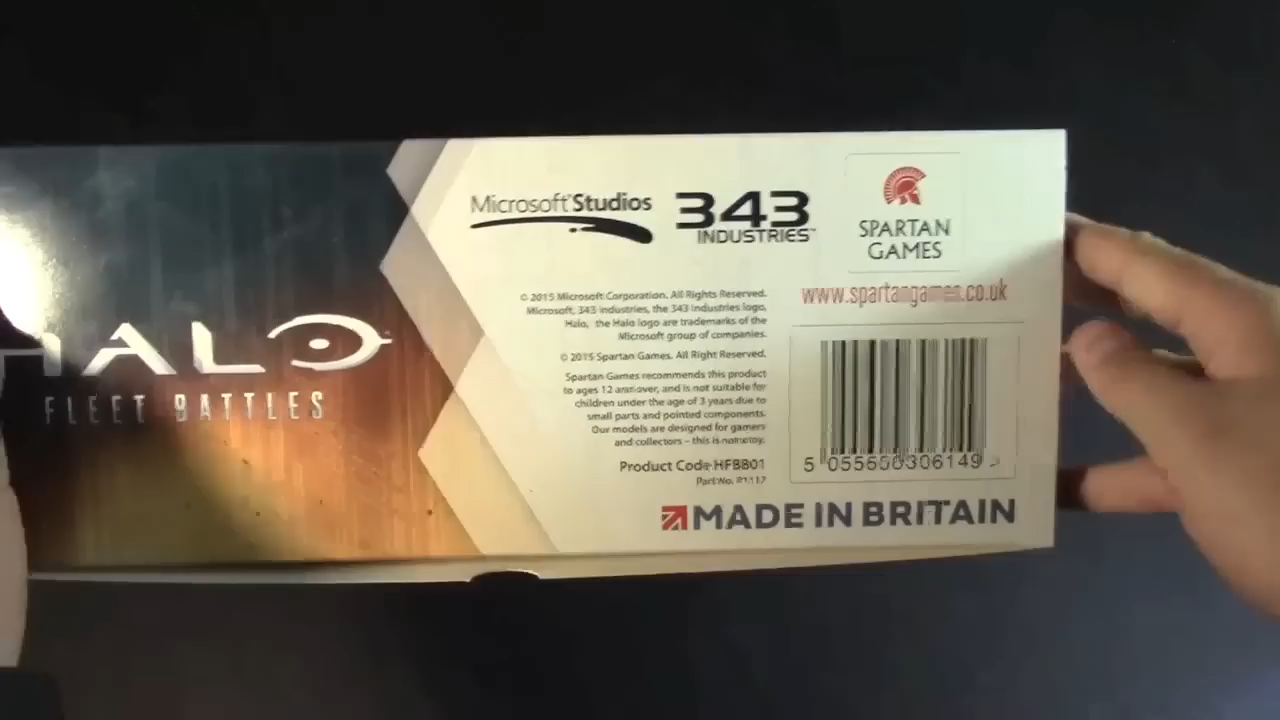 HALO
FLEET BATTLES
Microsoft® Studios
343
INDUSTRIES™
SPARTAN
GAMES
www.spartangames.co.uk
© 2015 Microsoft Corporation. All Rights Reserved.
Microsoft, 343 Industries, the 343 Industries logo,
Halo, the Halo logo are trademarks of the
Microsoft group of companies.
© 2015 Spartan Games. All Right Reserved.
Spartan Games recommends this product
to ages 12 and over, and is not suitable for
children under the age of 3 years due to
small parts and pointed components.
Our models are designed for gamers
and collectors – this is not a toy.
Product Code HFBB01
Part No.
5 055650306149 >
MADE IN BRITAIN